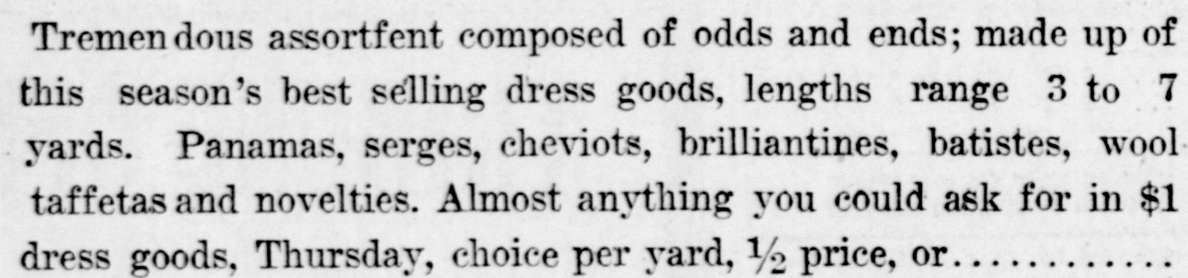 Tremendous assortfent composed of odds and ends; made up of
this season's best selling dress goods, lengths range 3 to 7
yards. Panamas, serges, cheviots, brilliantines, batistes, wool
taffetas and novelties. Almost anything you could ask for in $1
dress goods, Thursday, choice per yard, ½ price, or............